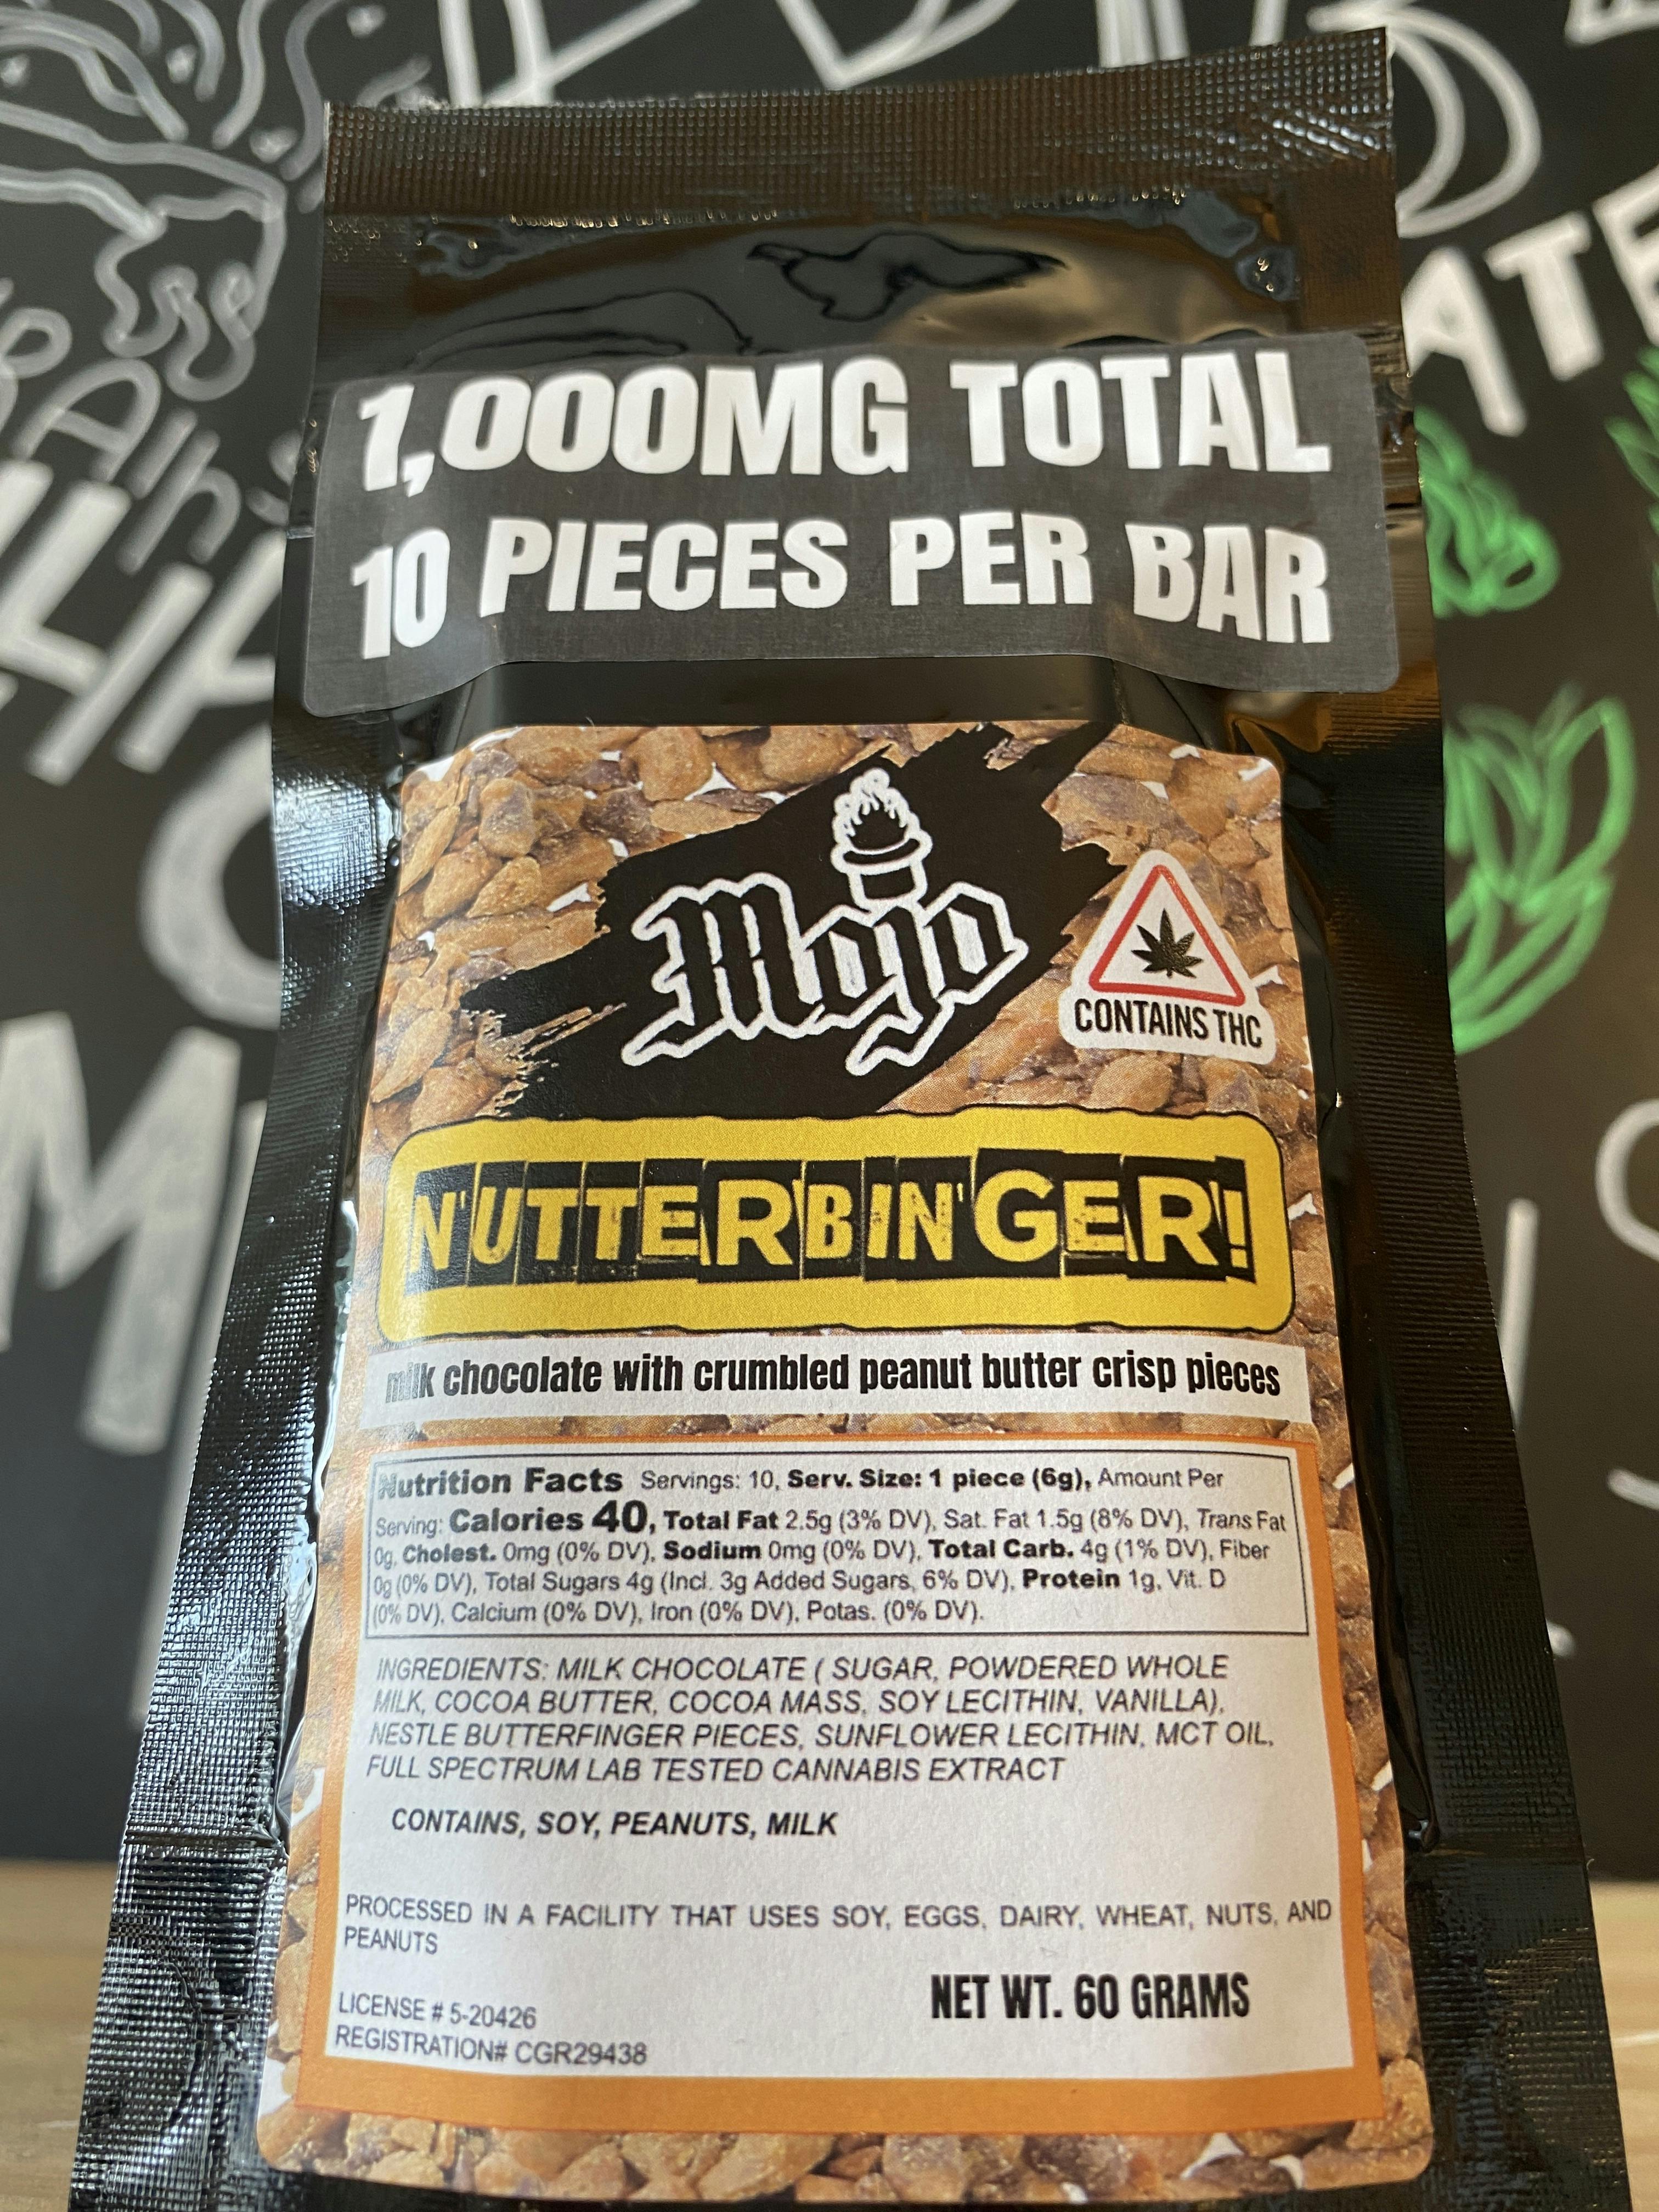 1,000MG TOTAL
10 PIECES PER BAR
Mojo
CONTAINS THC
NUTTERBINGER!
milk chocolate with crumbled peanut butter crisp pieces
Nutrition Facts Servings: 10, Serv. Size: 1 piece (6g), Amount Per
Serving: Calories 40, Total Fat 2.5g (3% DV), Sat. Fat 1.5g (8% DV), Trans Fat
0g, Cholest. 0mg (0% DV), Sodium 0mg (0% DV), Total Carb. 4g (1% DV), Fiber
0g (0% DV), Total Sugars 4g (Incl. 3g Added Sugars, 6% DV), Protein 1g, Vit. D
(0% DV), Calcium (0% DV), Iron (0% DV), Potas. (0% DV).
INGREDIENTS: MILK CHOCOLATE ( SUGAR, POWDERED WHOLE
MILK, COCOA BUTTER, COCOA MASS, SOY LECITHIN, VANILLA),
NESTLE BUTTERFINGER PIECES, SUNFLOWER LECITHIN, MCT OIL,
FULL SPECTRUM LAB TESTED CANNABIS EXTRACT
CONTAINS, SOY, PEANUTS, MILK
PROCESSED IN A FACILITY THAT USES SOY, EGGS, DAIRY, WHEAT, NUTS, AND
PEANUTS
NET WT. 60 GRAMS
LICENSE # 5-20426
REGISTRATION# CGR29438